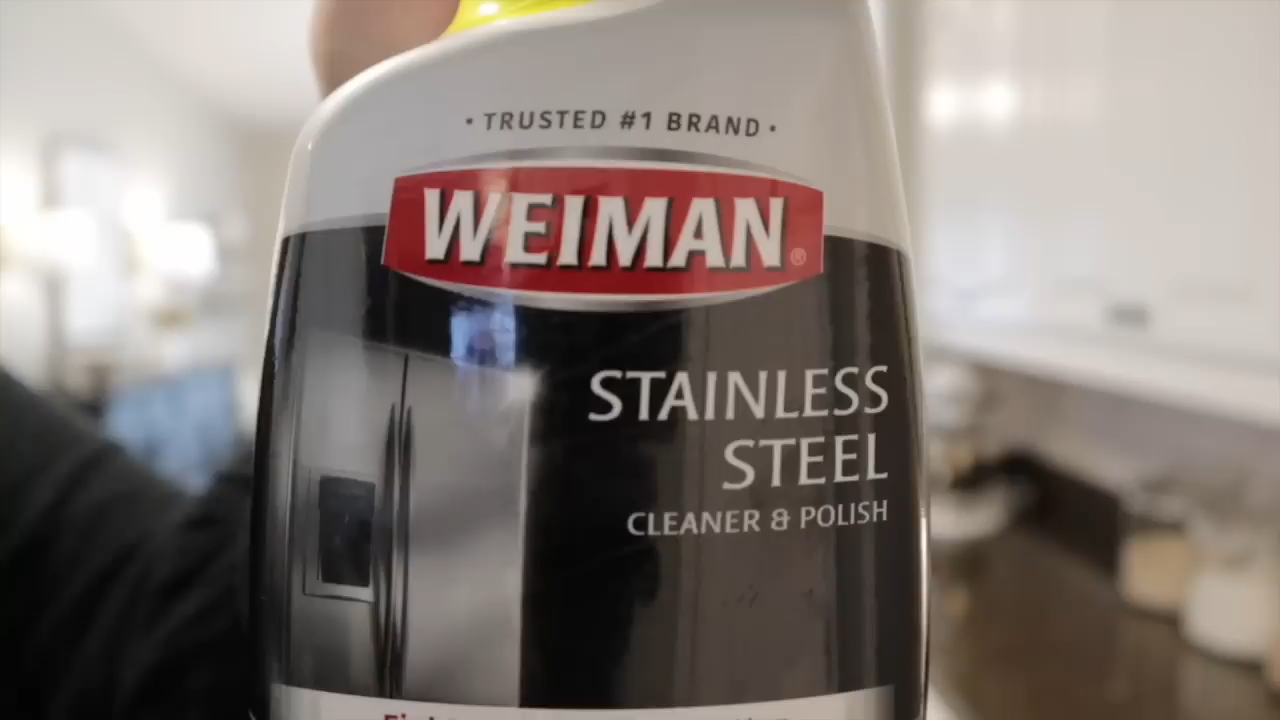 • TRUSTED #1 BRAND •
WEIMAN®
STAINLESS
STEEL
CLEANER & POLISH